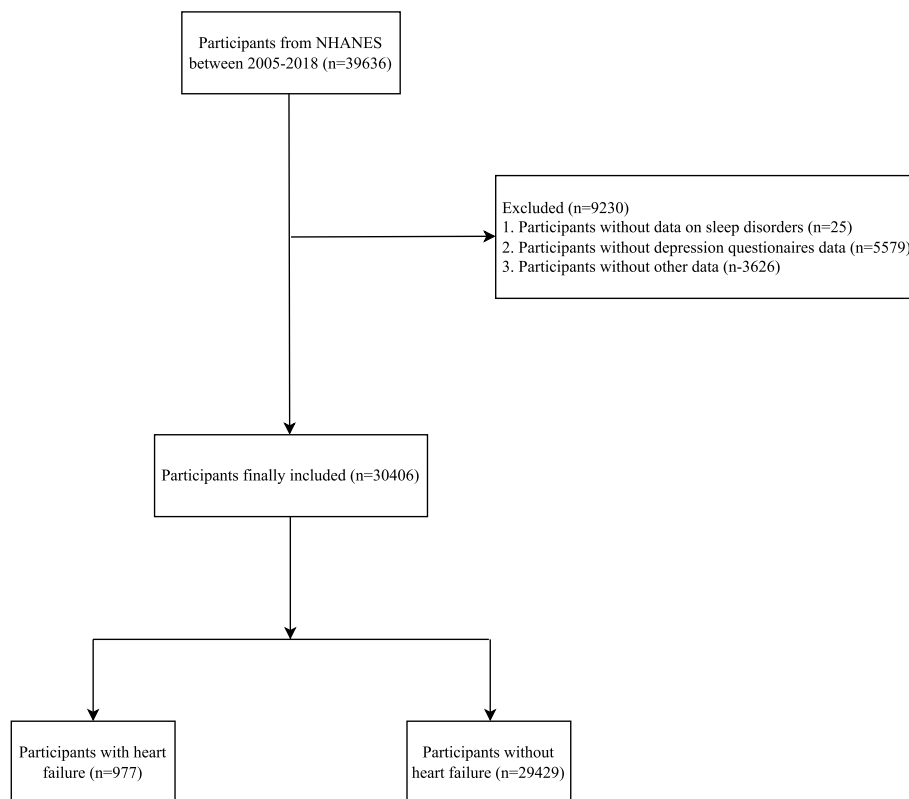 Participants from NHANES
between 2005-2018 (n=39636)
Excluded (n=9230)
1. Participants without data on sleep disorders (n=25)
2. Participants without depression questionaires data (n=5579)
3. Participants without other data (n-3626)
Participants finally included (n=30406)
Participants with heart
failure (n=977)
Participants without
heart failure (n=29429)